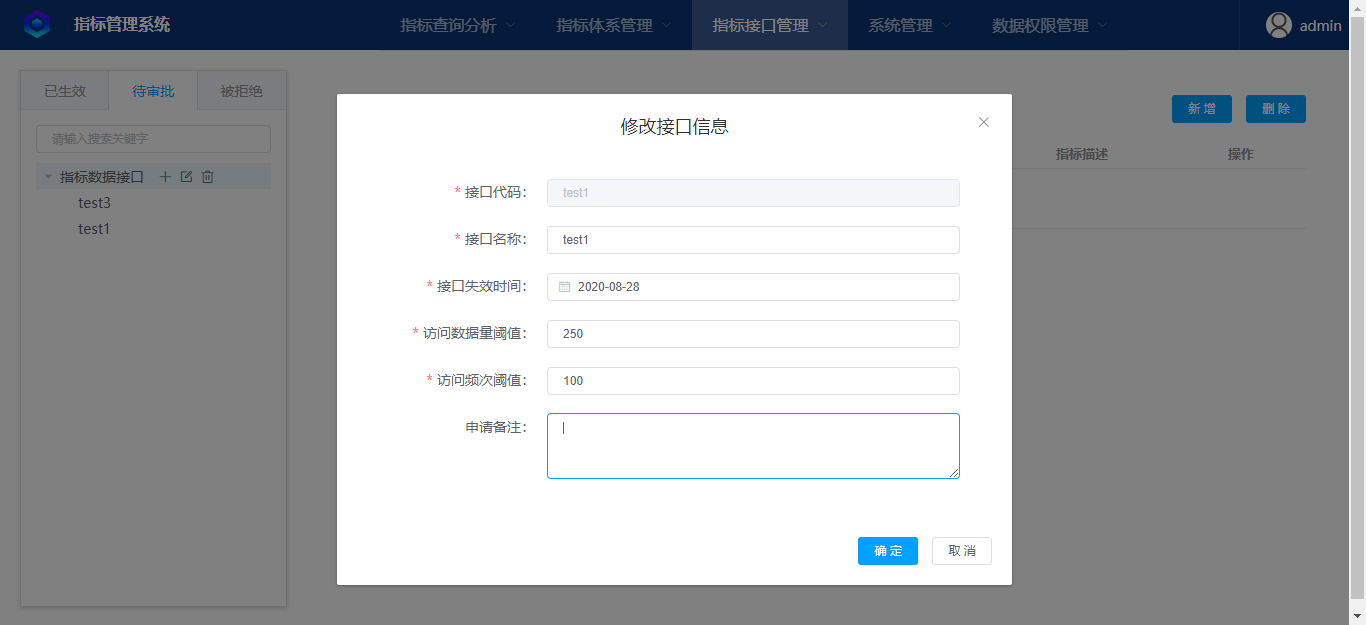 指标管理系统
指标查询分析 指标体系管理 指标接口管理 系统管理 数据权限管理 admin
已生效 待审批 被拒绝
请输入搜索关键字
指标数据接口
test3
test1
新增 删除
指标描述 操作
修改接口信息
* 接口代码: test1
* 接口名称: test1
* 接口失效时间: 2020-08-28
* 访问数据量阈值: 250
* 访问频次阈值: 100
申请备注:
确定 取消